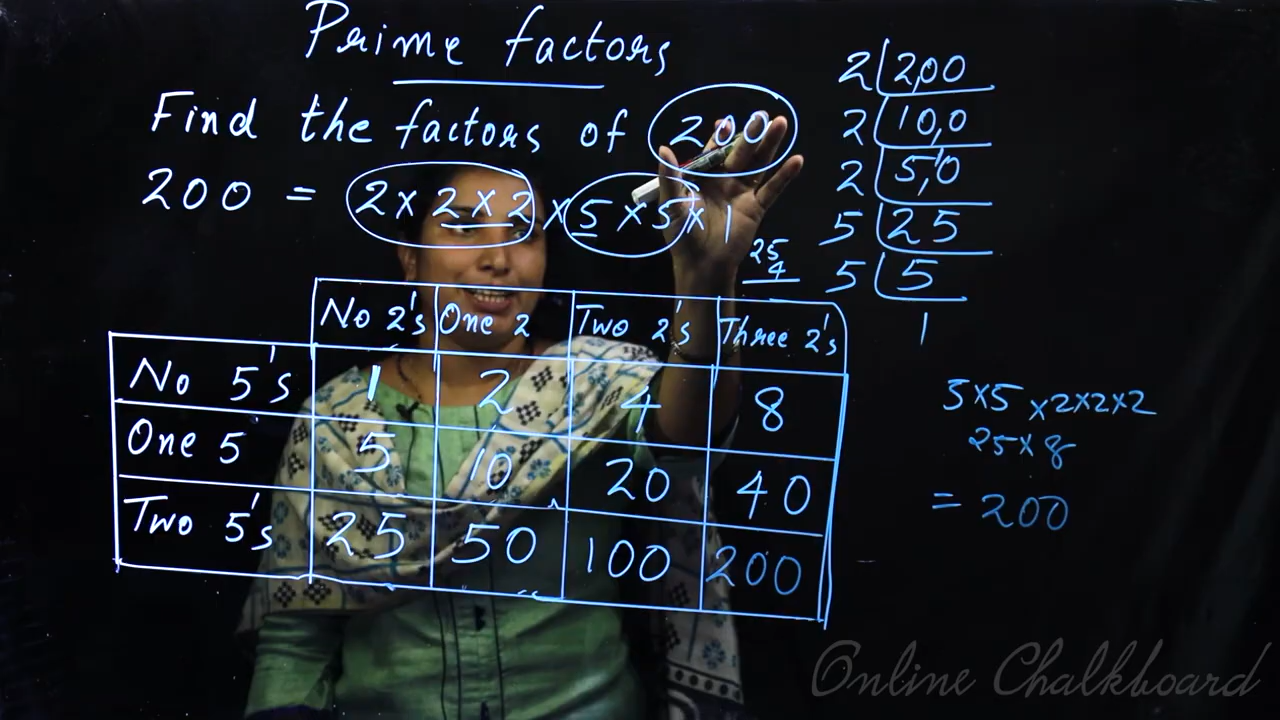 Prime factors
Find the factors of 200
200 = 2 × 2 × 2 × 5 × 5 × 1
25
4
2 200
2 100
2 50
5 25
5 5
1
No 2's One 2 Two 2's Three 2's
No 5's 1 2 4 8
One 5 5 10 20 40
Two 5's 25 50 100 200
5×5 ×2×2×2
25×8
= 200
Online Chalkboard